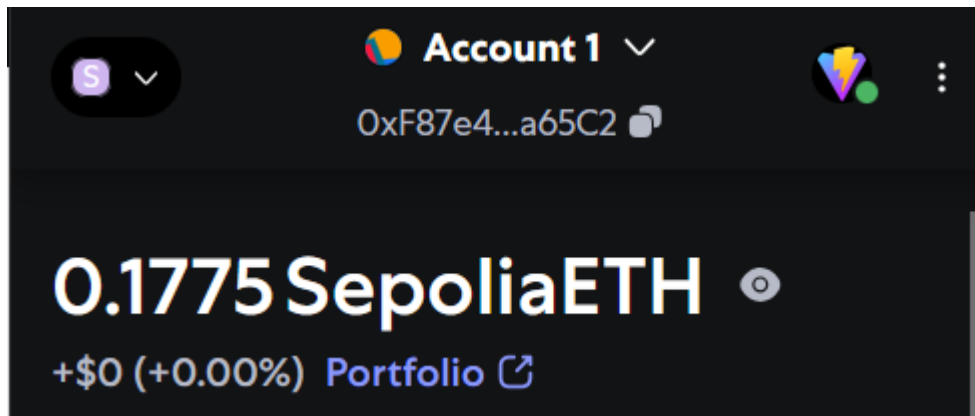 S
Account 1
0xF87e4...a65C2
0.1775 SepoliaETH
+$0 (+0.00%) Portfolio